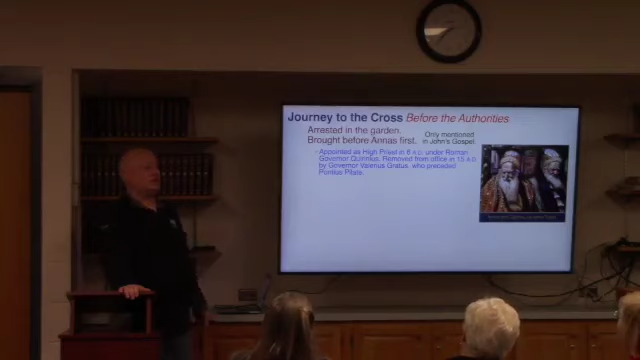 Journey to the Cross Before the Authorities
Arrested in the garden.
Brought before Annas first.
Only mentioned
in John's Gospel.
- Appointed as High Priest in 6 A.D. under Roman
Governor Quirinius. Removed from office in 15 A.D.
by Governor Valerius Gratus, who preceded
Pontius Pilate.